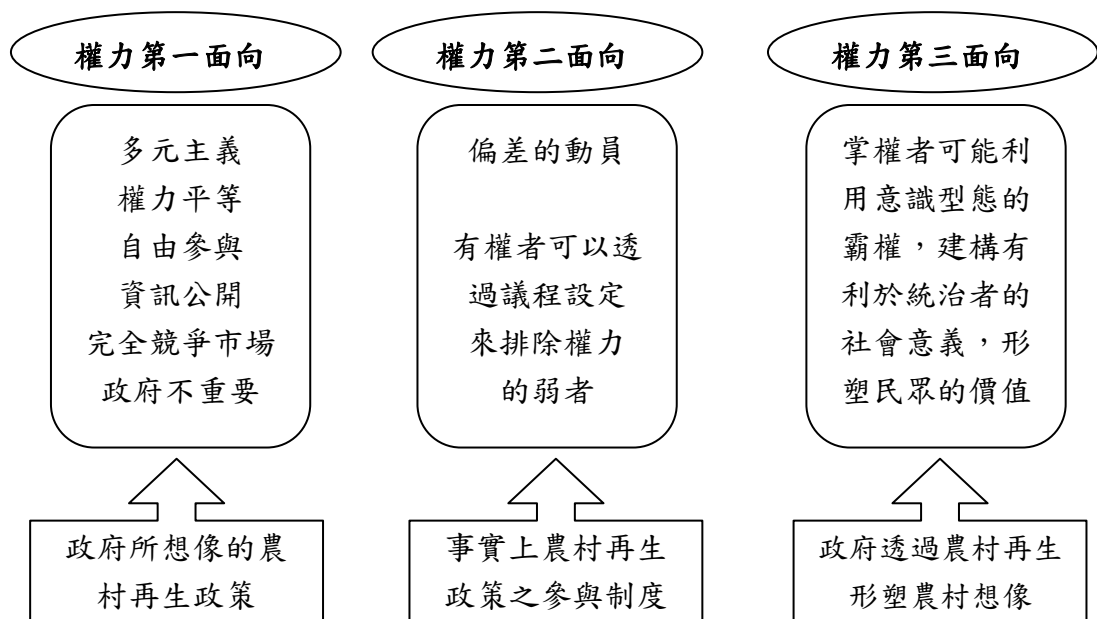 權力第一面向
權力第二面向
權力第三面向
多元主義
權力平等
自由參與
資訊公開
完全競爭市場
政府不重要
偏差的動員
有權者可以透
過議程設定
來排除權力
的弱者
掌權者可能利
用意識型態的
霸權，建構有
利於統治者的
社會意義，形
塑民眾的價值
政府所想像的農
村再生政策
事實上農村再生
政策之參與制度
政府透過農村再生
形塑農村想像